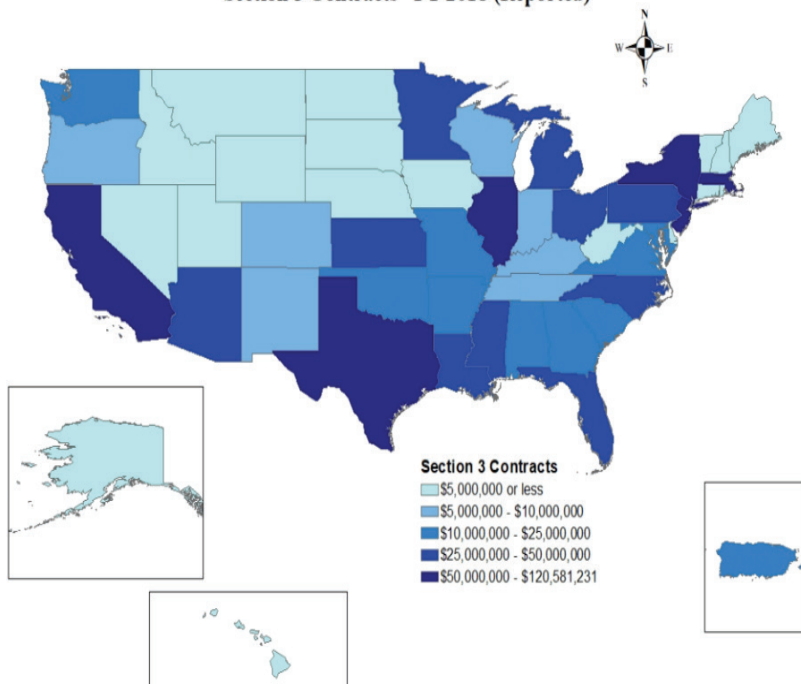 N
W E
S
Section 3 Contracts
$5,000,000 or less
$5,000,000 - $10,000,000
$10,000,000 - $25,000,000
$25,000,000 - $50,000,000
$50,000,000 - $120,581,231